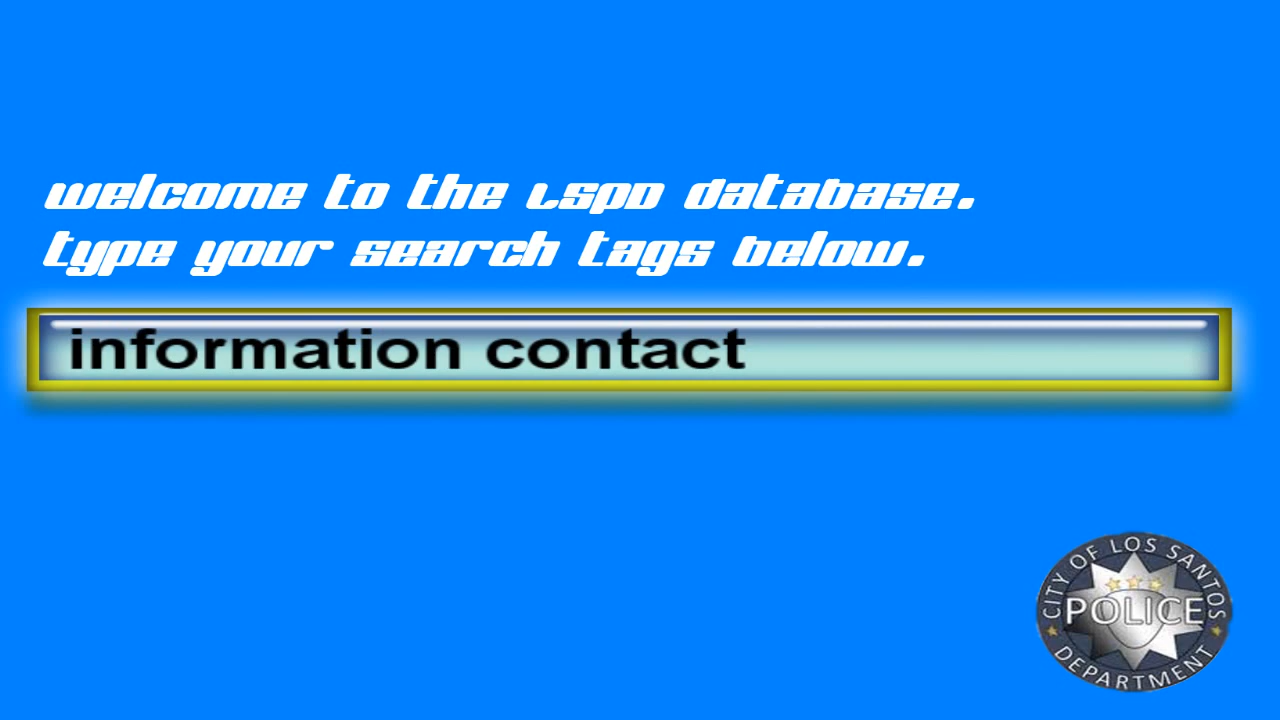 welcome to the LSPD database.
type your search tags below.
information contact
CITY OF LOS SANTOS
POLICE
DEPARTMENT